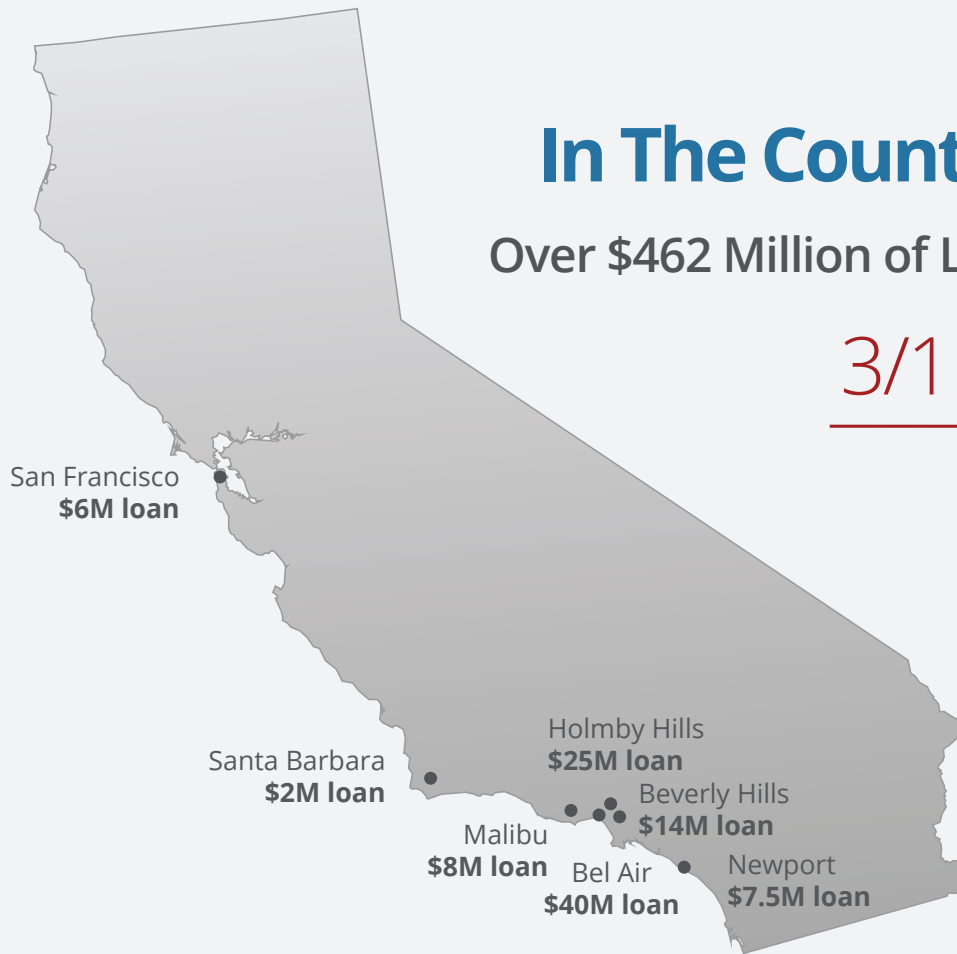 In The Count
Over $462 Million of L
3/1
San Francisco
$6M loan
Holmby Hills
$25M loan
Santa Barbara
$2M loan
Beverly Hills
$14M loan
Malibu
$8M loan
Bel Air
$40M loan
Newport
$7.5M loan